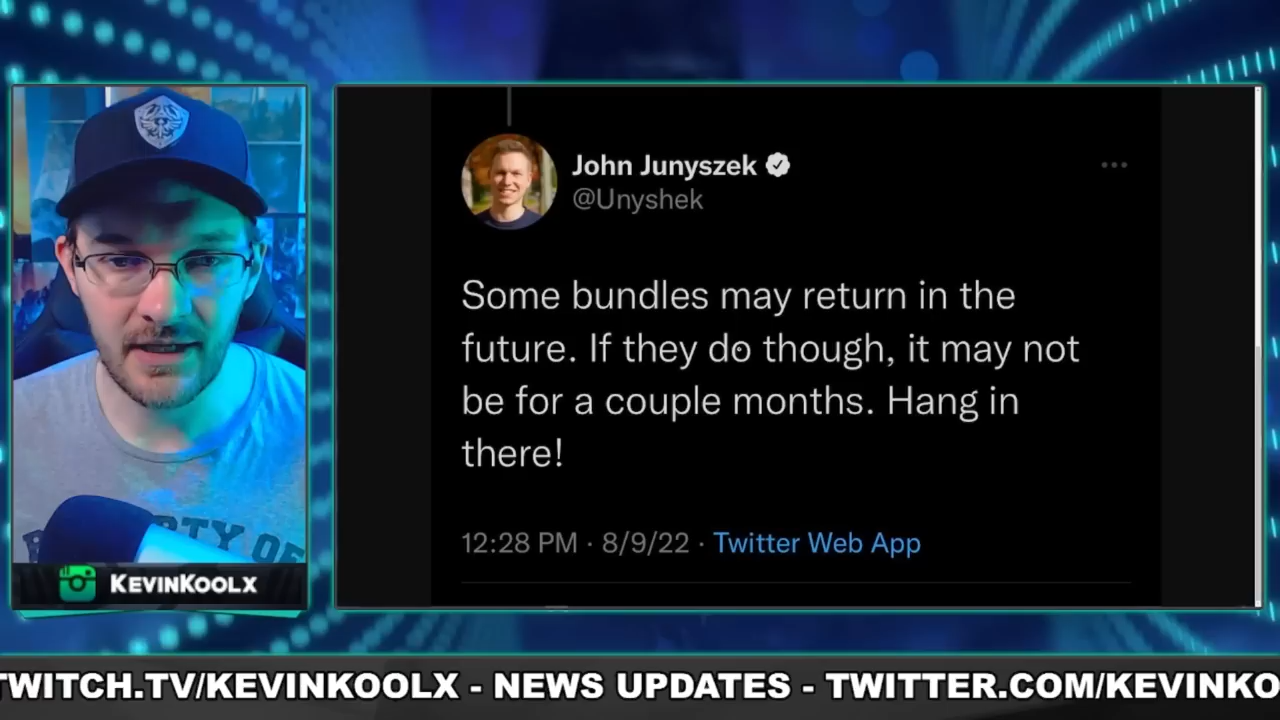 John Junyszek
@Unyshek
Some bundles may return in the
future. If they do though, it may not
be for a couple months. Hang in
there!
12:28 PM · 8/9/22 · Twitter Web App
KEVINKOOLX
TWITCH.TV/KEVINKOOLX - NEWS UPDATES - TWITTER.COM/KEVINKO